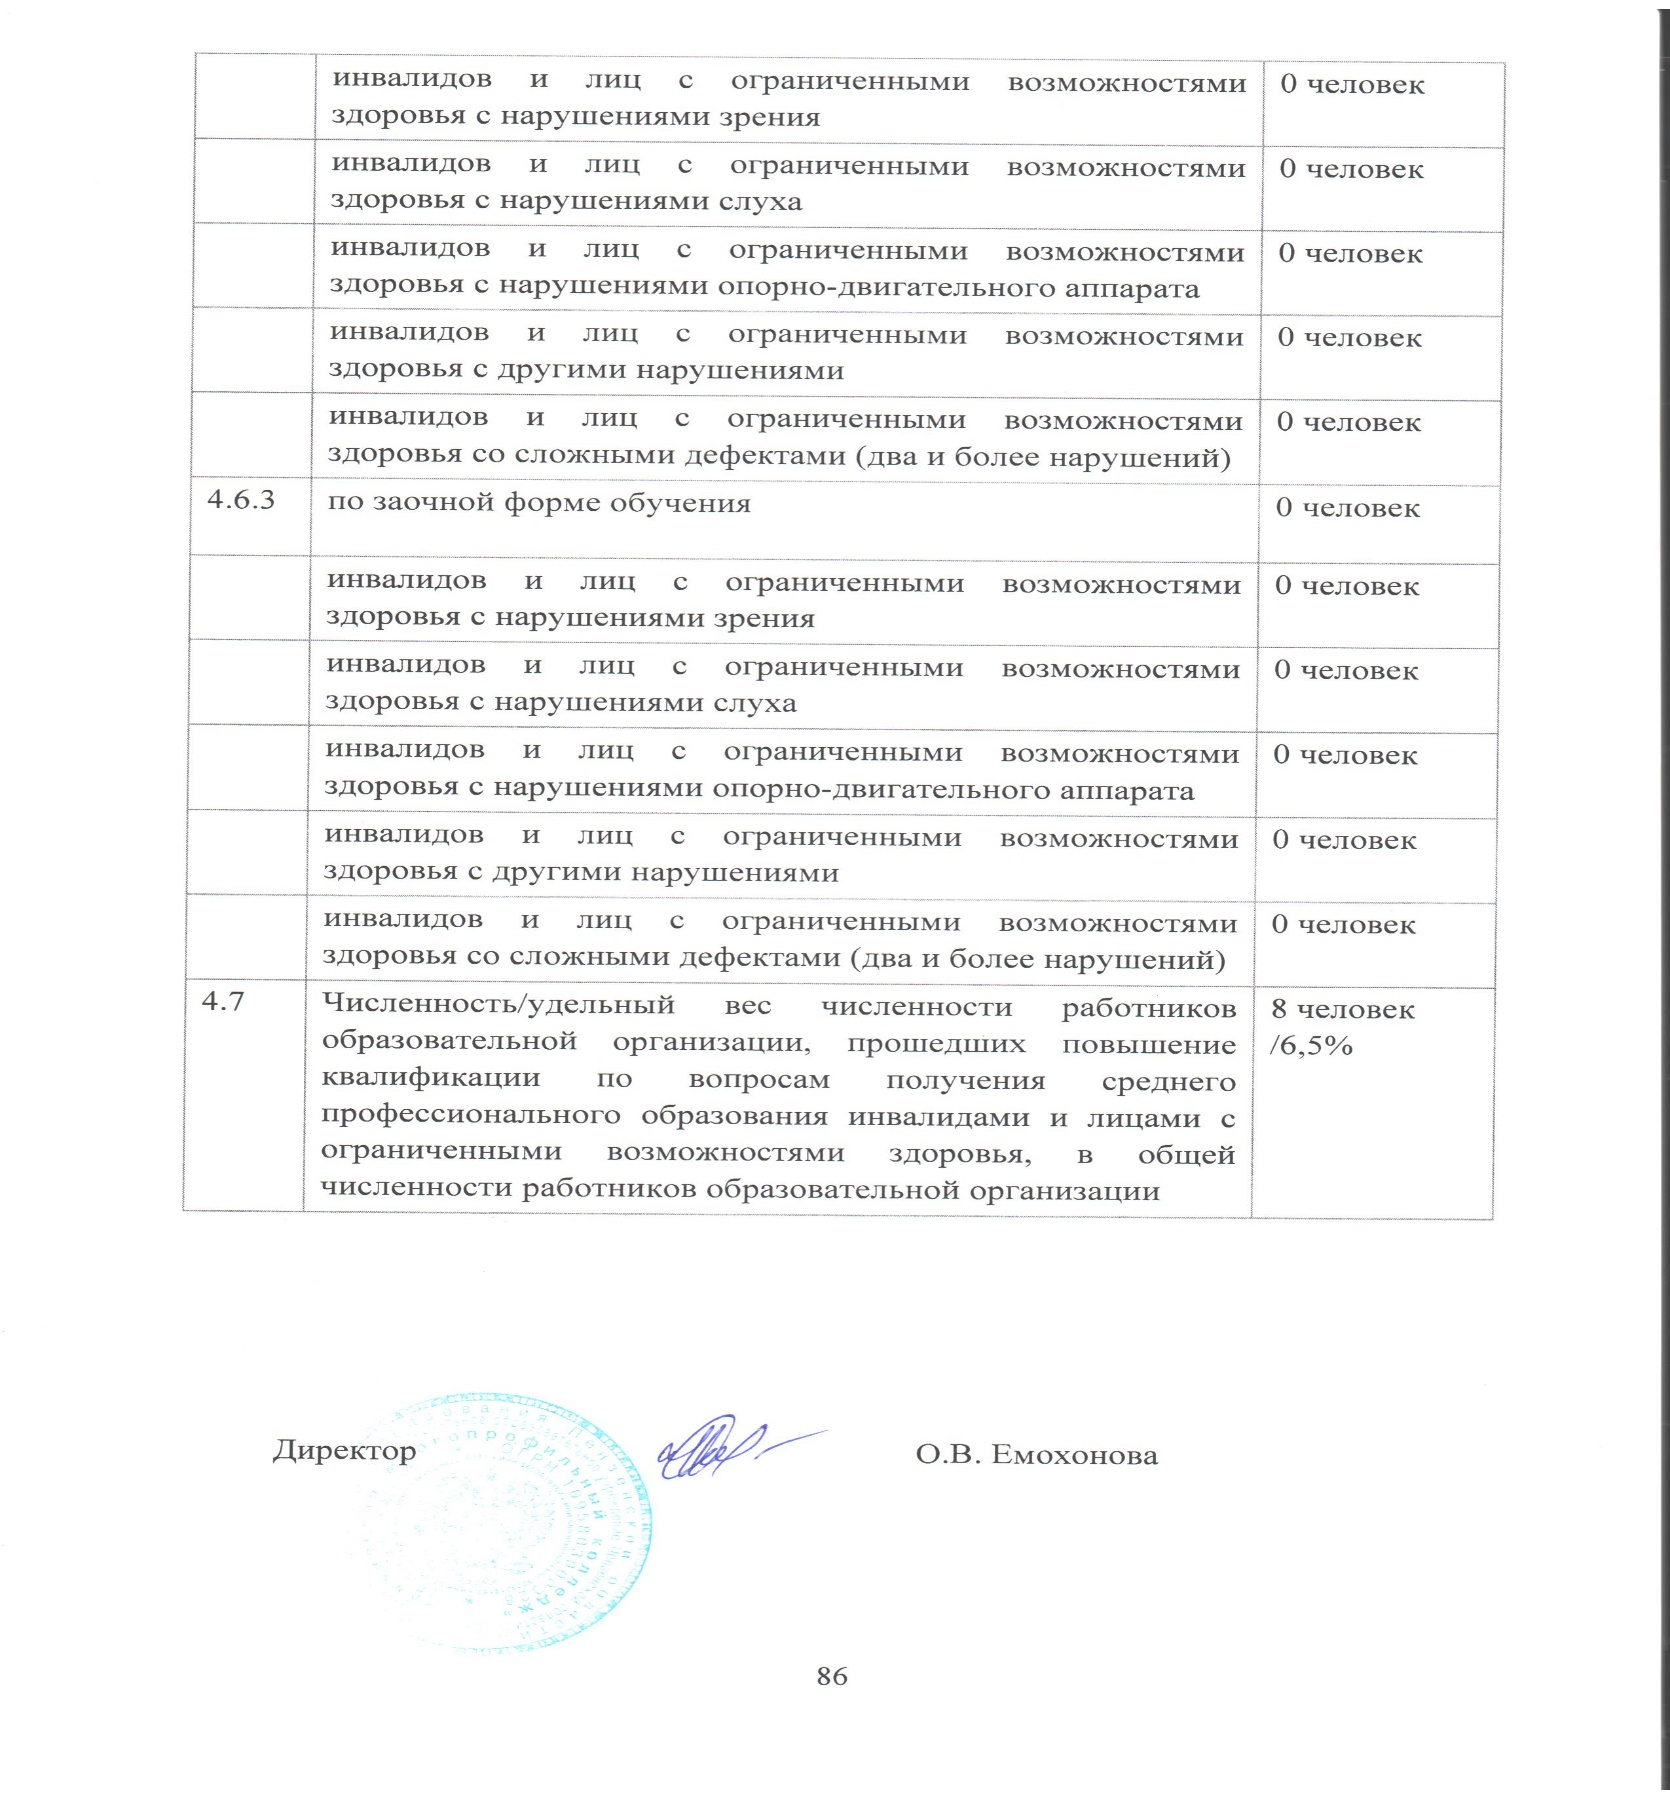 инвалидов и лиц с ограниченными возможностями 0 человек
здоровья с нарушениями зрения
инвалидов и лиц с ограниченными возможностями 0 человек
здоровья с нарушениями слуха
инвалидов и лиц с ограниченными возможностями 0 человек
здоровья с нарушениями опорно-двигательного аппарата
инвалидов и лиц с ограниченными возможностями 0 человек
здоровья с другими нарушениями
инвалидов и лиц с ограниченными возможностями 0 человек
здоровья со сложными дефектами (два и более нарушений)
4.6.3 по заочной форме обучения 0 человек
инвалидов и лиц с ограниченными возможностями 0 человек
здоровья с нарушениями зрения
инвалидов и лиц с ограниченными возможностями 0 человек
здоровья с нарушениями слуха
инвалидов и лиц с ограниченными возможностями 0 человек
здоровья с нарушениями опорно-двигательного аппарата
инвалидов и лиц с ограниченными возможностями 0 человек
здоровья с другими нарушениями
инвалидов и лиц с ограниченными возможностями 0 человек
здоровья со сложными дефектами (два и более нарушений)
4.7 Численность/удельный вес численности работников 8 человек
образовательной организации, прошедших повышение /6,5%
квалификации по вопросам получения среднего
профессионального образования инвалидами и лицами с
ограниченными возможностями здоровья, в общей
численности работников образовательной организации
Директор О.В. Емохонова
колледж"
86